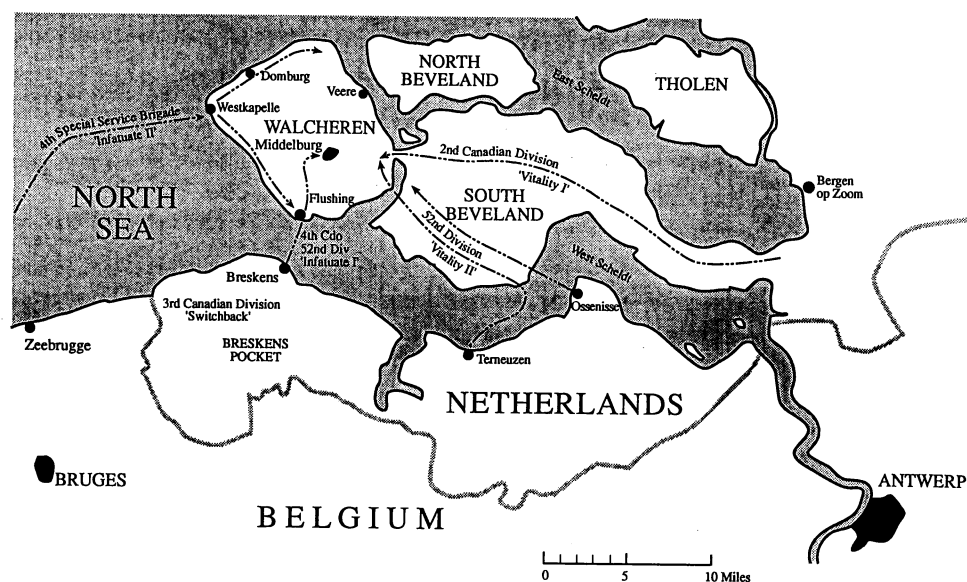 NORTH
BEVELAND
THOLEN
East Scheldt
Domburg
Veere
Westkapelle
4th Special Service Brigade
'Infatuate II'
WALCHEREN
Middelburg
2nd Canadian Division
'Vitality I'
Bergen
op Zoom
NORTH
SEA
Flushing
SOUTH
BEVELAND
4th Cdo
52nd Div
'Infatuate I'
52nd Division
'Vitality II'
West Scheldt
Breskens
Ossenisse
3rd Canadian Division
'Switchback'
Zeebrugge
BRESKENS
POCKET
Terneuzen
NETHERLANDS
BRUGES
ANTWERP
BELGIUM
0 5 10 Miles